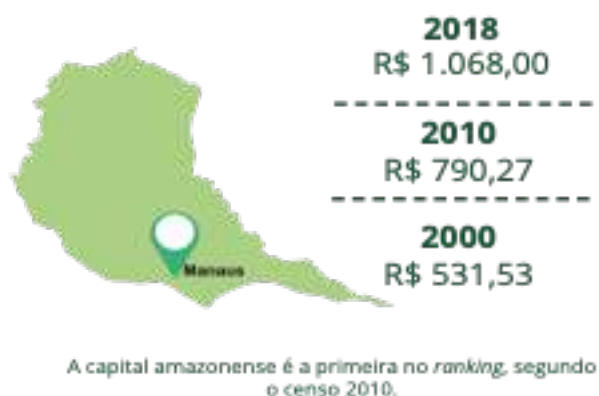 2018
R$ 1.068,00
2010
R$ 790,27
2000
R$ 531,53
Manaus
A capital amazonense é a primeira no ranking, segundo
o censo 2010.